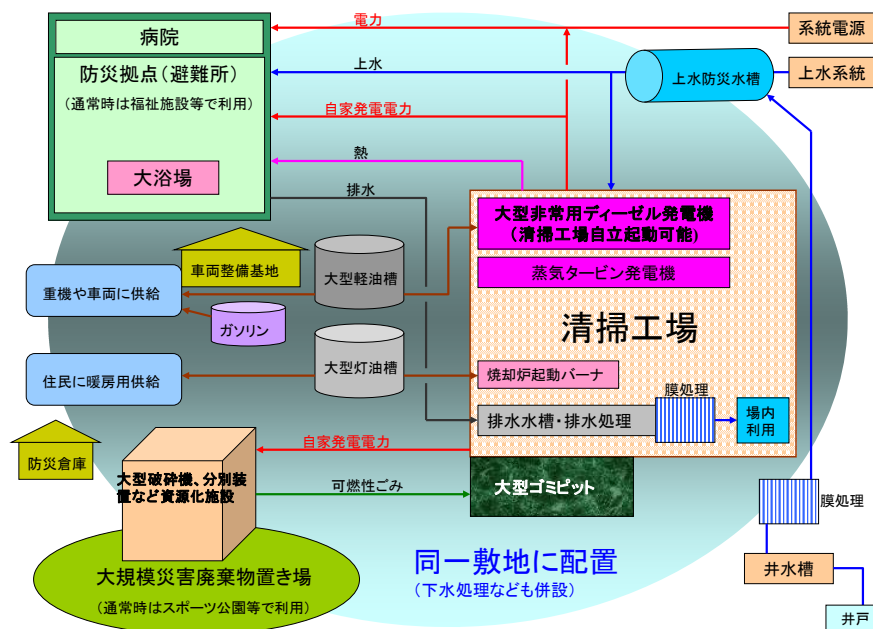 病院
防災拠点(避難所)
(通常時は福祉施設等で利用)
大浴場
電力
系統電源
上水
上水防災水槽
上水系統
自家発電電力
熱
排水
大型非常用ディーゼル発電機
(清掃工場自立起動可能)
蒸気タービン発電機
清掃工場
車両整備基地
大型軽油槽
重機や車両に供給
ガソリン
大型灯油槽
住民に暖房用供給
焼却炉起動バーナ
膜処理
排水水槽・排水処理
場内
利用
防災倉庫
自家発電電力
大型破砕機、分別装
置など資源化施設
可燃性ごみ
大型ゴミピット
膜処理
大規模災害廃棄物置き場
(通常時はスポーツ公園等で利用)
同一敷地に配置
(下水処理なども併設)
井水槽
井戸